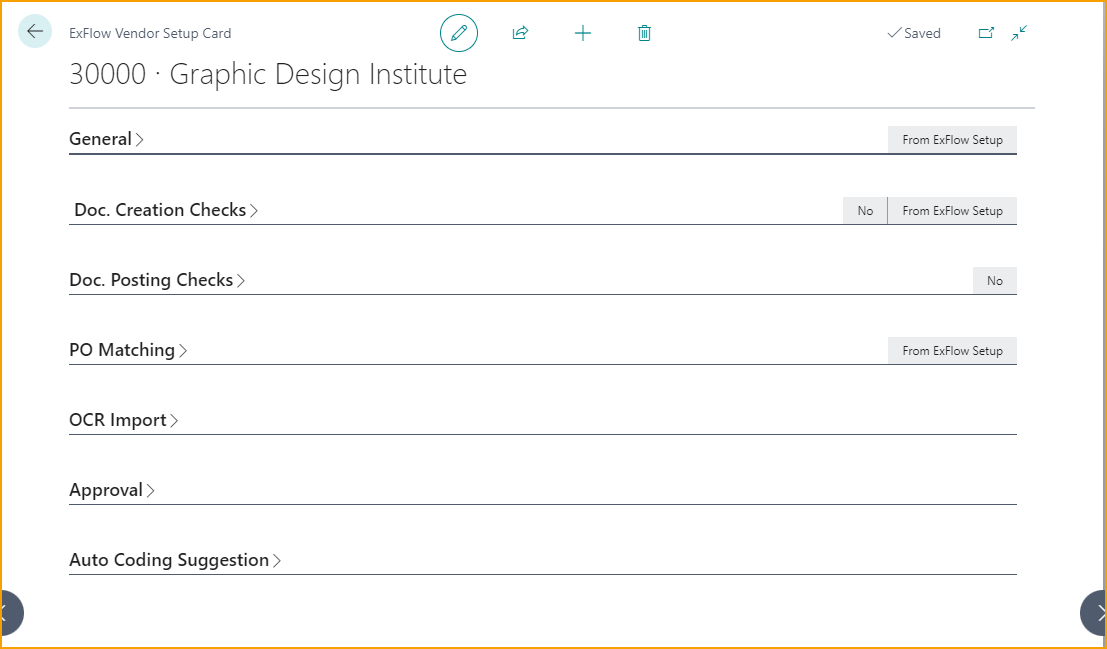 ExFlow Vendor Setup Card
Saved
30000 · Graphic Design Institute
General
From ExFlow Setup
Doc. Creation Checks
No
From ExFlow Setup
Doc. Posting Checks
No
PO Matching
From ExFlow Setup
OCR Import
Approval
Auto Coding Suggestion